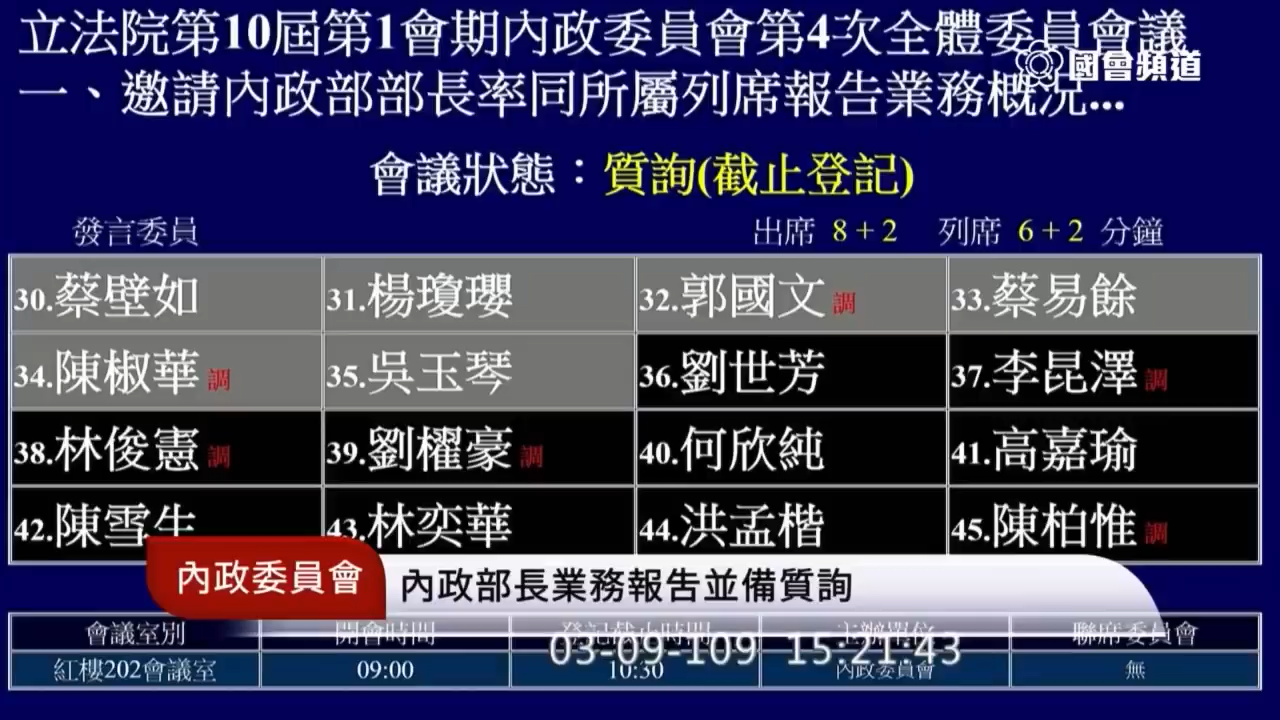 立法院第10屆第1會期內政委員會第4次全體委員會議
國會頻道
一、邀請內政部部長率同所屬列席報告業務概況...
會議狀態：質詢(截止登記)
發言委員 出席 8+2 列席 6+2 分鐘
30.蔡壁如 31.楊瓊瓔 32.郭國文調 33.蔡易餘
34.陳椒華調 35.吳玉琴 36.劉世芳 37.李昆澤調
38.林俊憲調 39.劉櫂豪調 40.何欣純 41.高嘉瑜
42.陳雪生 43.林奕華 44.洪孟楷 45.陳柏惟調
內政委員會 內政部長業務報告並備質詢
會議室別 開會時間 登記截止時間 主辦單位 聯席委員會
03-09-109 15:21:43
紅樓202會議室 09:00 10:30 內政委員會 無